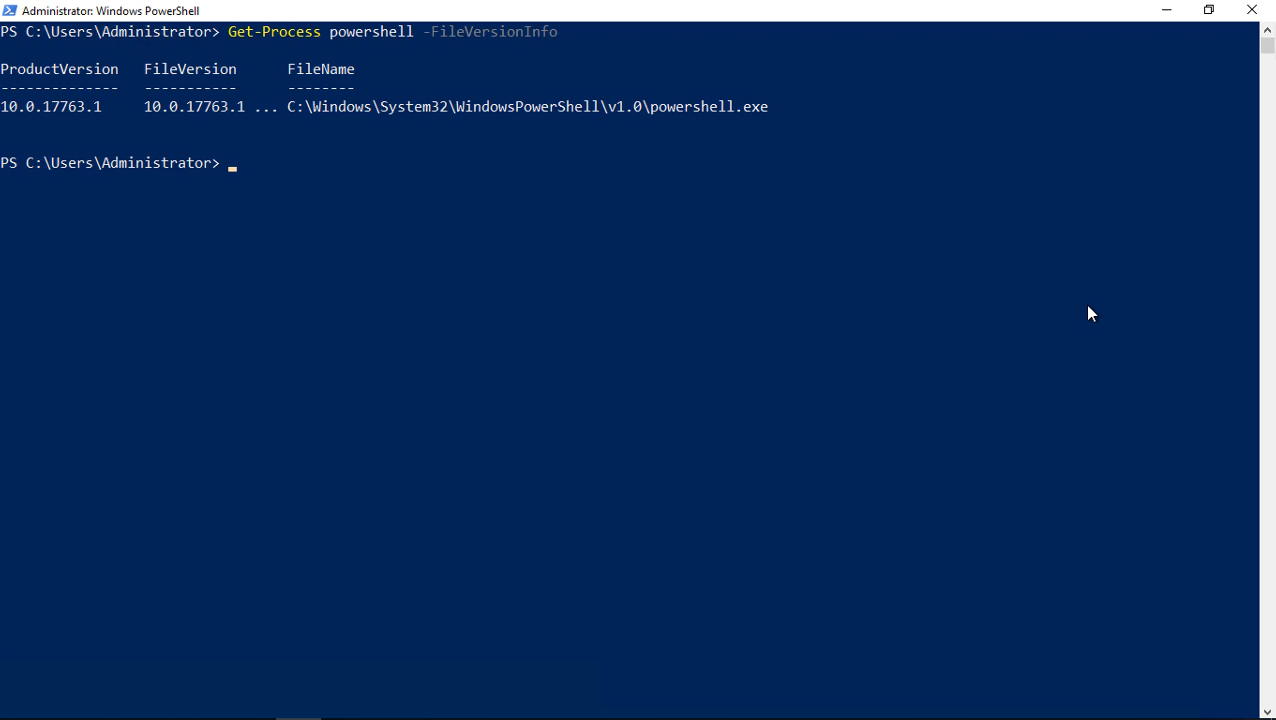 Administrator: Windows PowerShell
PS C:\Users\Administrator> Get-Process powershell -FileVersionInfo
ProductVersion   FileVersion      FileName
--------------   -----------      --------
10.0.17763.1     10.0.17763.1 ... C:\Windows\System32\WindowsPowerShell\v1.0\powershell.exe
PS C:\Users\Administrator> _